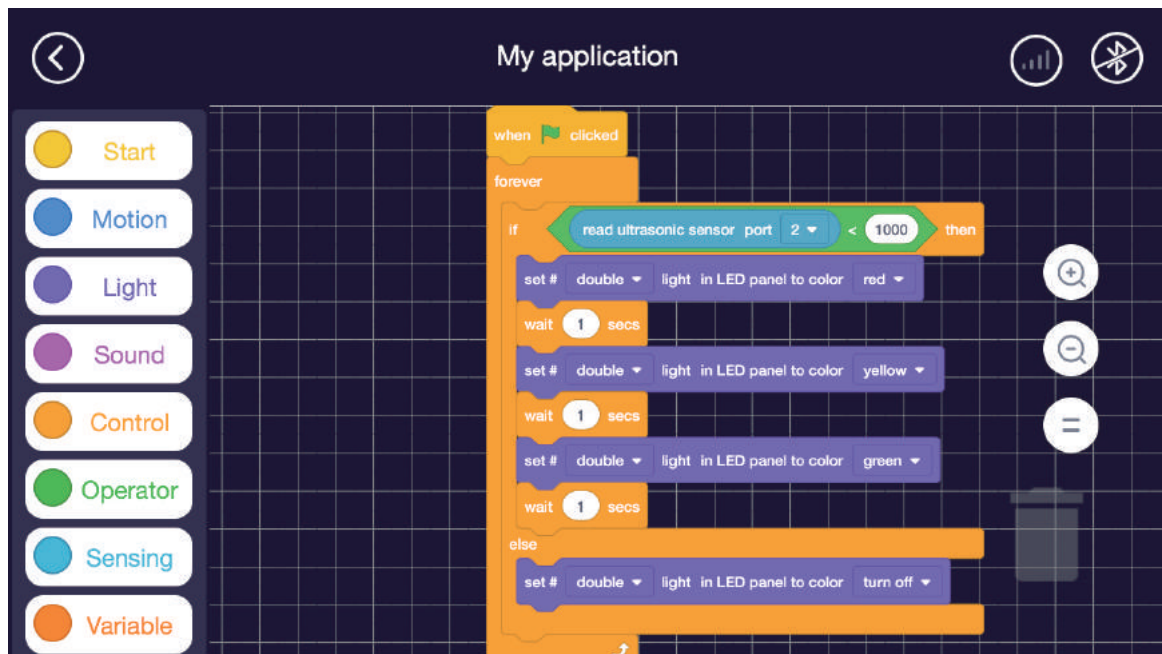 My application
Start
Motion
Light
Sound
Control
Operator
Sensing
Variable
when clicked
forever
if read ultrasonic sensor port 2 < 1000 then
set # double light in LED panel to color red
wait 1 secs
set # double light in LED panel to color yellow
wait 1 secs
set # double light in LED panel to color green
wait 1 secs
else
set # double light in LED panel to color turn off